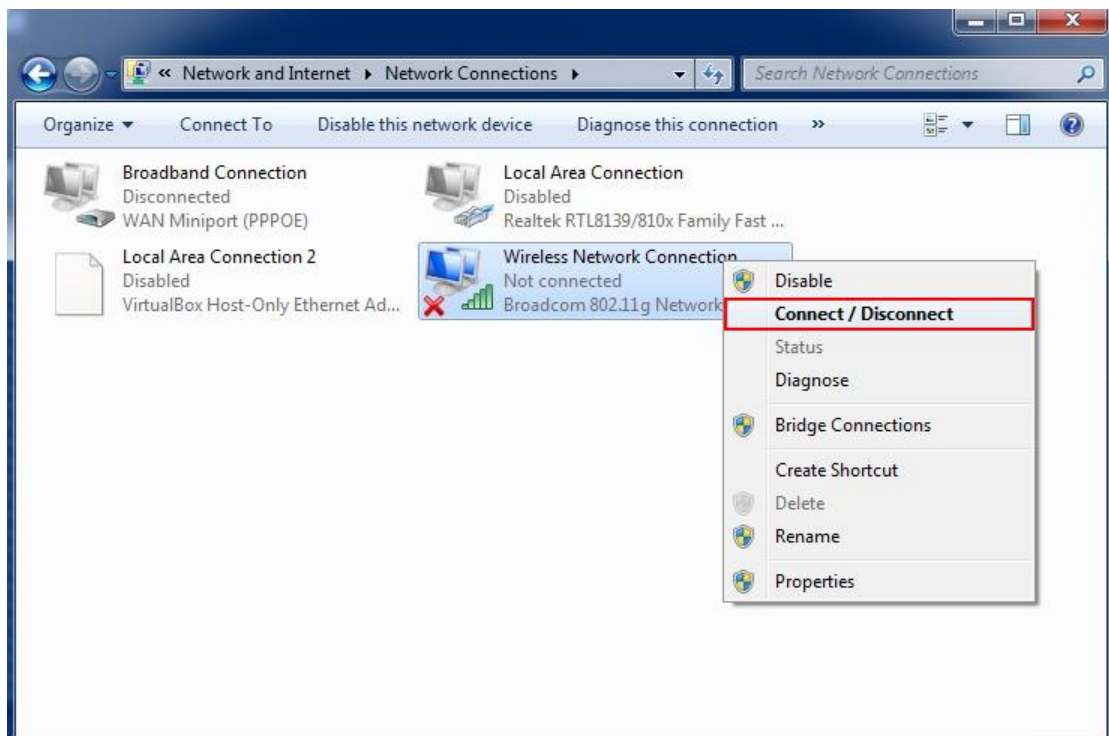 « Network and Internet ▸ Network Connections ▸
Search Network Connections
Organize ▾ Connect To Disable this network device Diagnose this connection »
Broadband Connection
Disconnected
WAN Miniport (PPPOE)
Local Area Connection
Disabled
Realtek RTL8139/810x Family Fast ...
Local Area Connection 2
Disabled
VirtualBox Host-Only Ethernet Ad...
Wireless Network Connection
Not connected
Broadcom 802.11g Network
Disable
Connect / Disconnect
Status
Diagnose
Bridge Connections
Create Shortcut
Delete
Rename
Properties